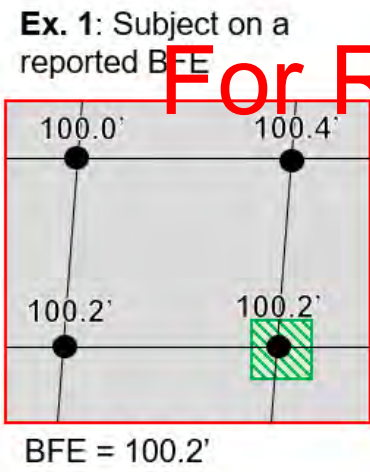 Ex. 1: Subject on a
reported BFE
For R
100.0' 100.4'
100.2' 100.2'
BFE = 100.2'